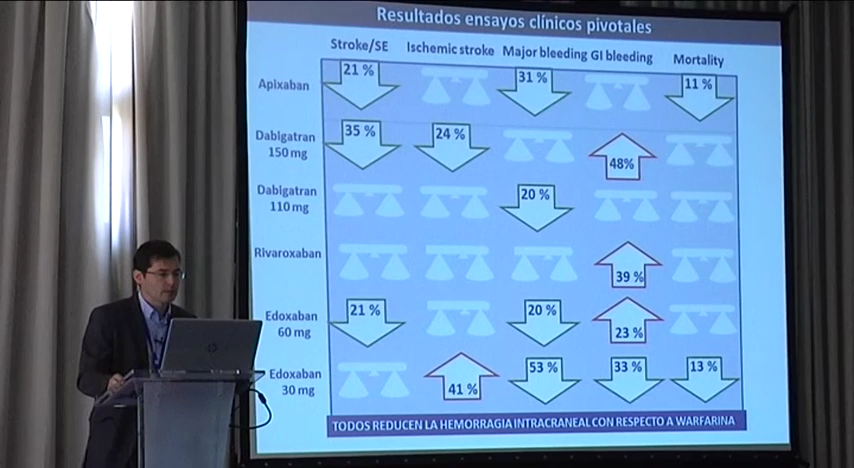 Resultados ensayos clínicos pivotales
Stroke/SE Ischemic stroke Major bleeding GI bleeding Mortality
Apixaban 21 % 31 % 11 %
Dabigatran 35 % 24 %
150 mg 48%
Dabigatran 20 %
110 mg
Rivaroxaban 39 %
Edoxaban 21 % 20 %
60 mg 23 %
Edoxaban 53 % 33 % 13 %
30 mg 41 %
TODOS REDUCEN LA HEMORRAGIA INTRACRANEAL CON RESPECTO A WARFARINA
hp